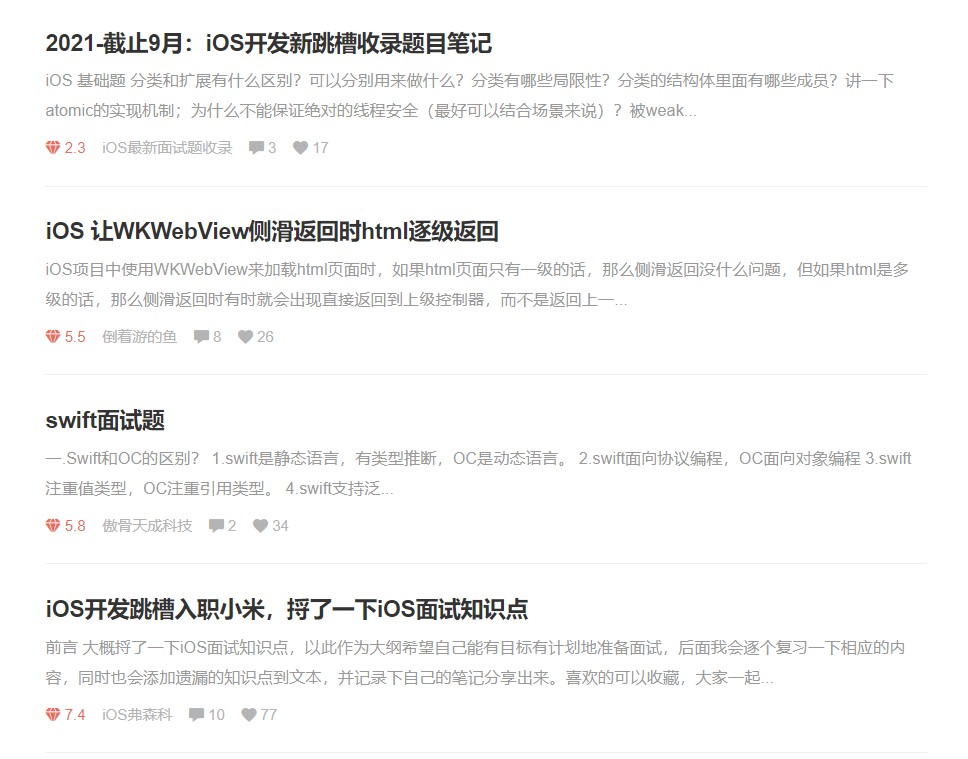 2021-截止9月：iOS开发新跳槽收录题目笔记
iOS 基础题 分类和扩展有什么区别？可以分别用来做什么？分类有哪些局限性？分类的结构体里面有哪些成员？讲一下
atomic的实现机制；为什么不能保证绝对的线程安全（最好可以结合场景来说）？被weak...
2.3 iOS最新面试题收录 3 17
iOS 让WKWebView侧滑返回时html逐级返回
iOS项目中使用WKWebView来加载html页面时，如果html页面只有一级的话，那么侧滑返回没什么问题，但如果html是多
级的话，那么侧滑返回时有时就会出现直接返回到上级控制器，而不是返回上一...
5.5 倒着游的鱼 8 26
swift面试题
一.Swift和OC的区别？ 1.swift是静态语言，有类型推断，OC是动态语言。 2.swift面向协议编程，OC面向对象编程 3.swift
注重值类型，OC注重引用类型。 4.swift支持泛...
5.8 傲骨天成科技 2 34
iOS开发跳槽入职小米，捋了一下iOS面试知识点
前言 大概捋了一下iOS面试知识点，以此作为大纲希望自己能有目标有计划地准备面试，后面我会逐个复习一下相应的内
容，同时也会添加遗漏的知识点到文本，并记录下自己的笔记分享出来。喜欢的可以收藏，大家一起...
7.4 iOS弗森科 10 77